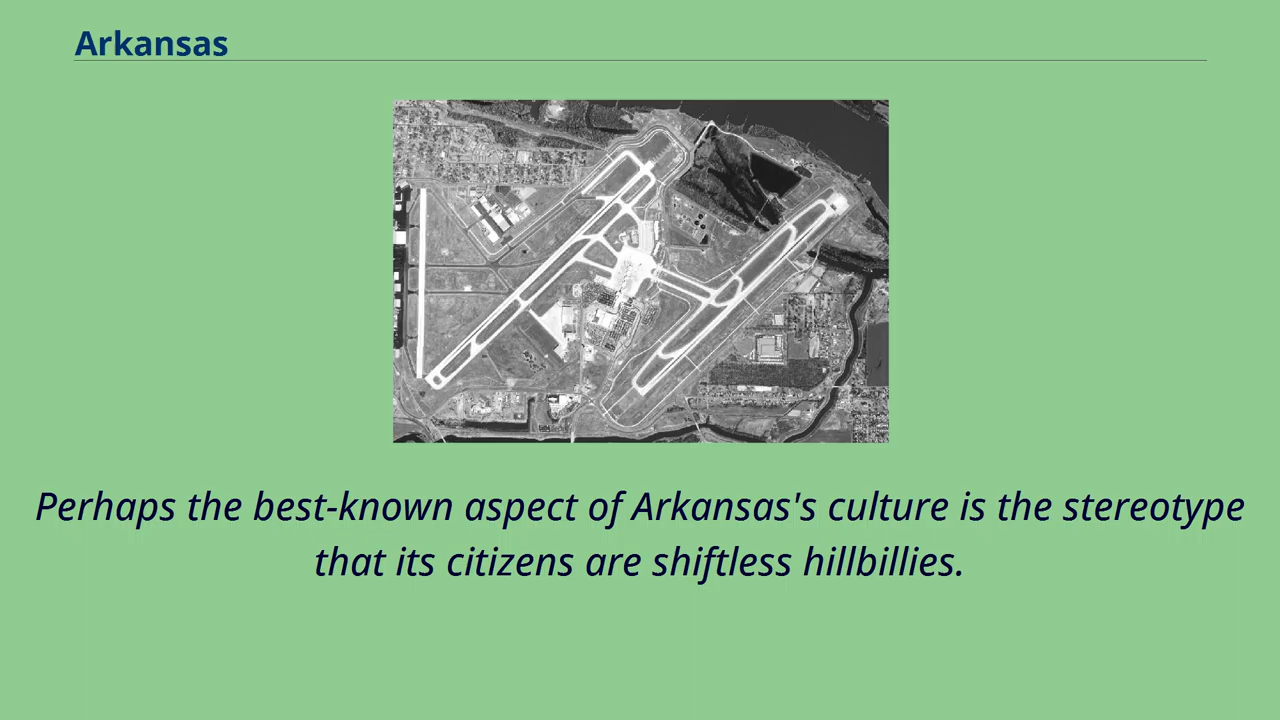 Arkansas
Perhaps the best-known aspect of Arkansas's culture is the stereotype
that its citizens are shiftless hillbillies.